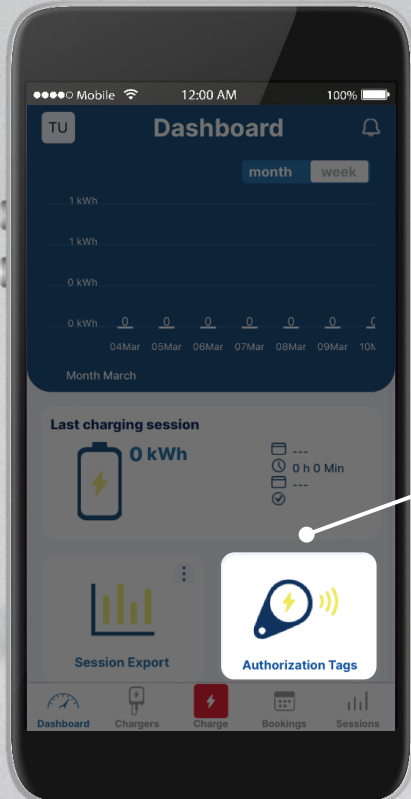 Mobile 12:00 AM 100%
TU Dashboard
month week
1 kWh
1 kWh
0 kWh
0 kWh 0 0 0 0 0 0
04Mar 05Mar 06Mar 07Mar 08Mar 09Mar
Month March
Last charging session
0 kWh
---
0 h 0 Min
---
Session Export
Authorization Tags
Dashboard Chargers Charge Bookings Sessions